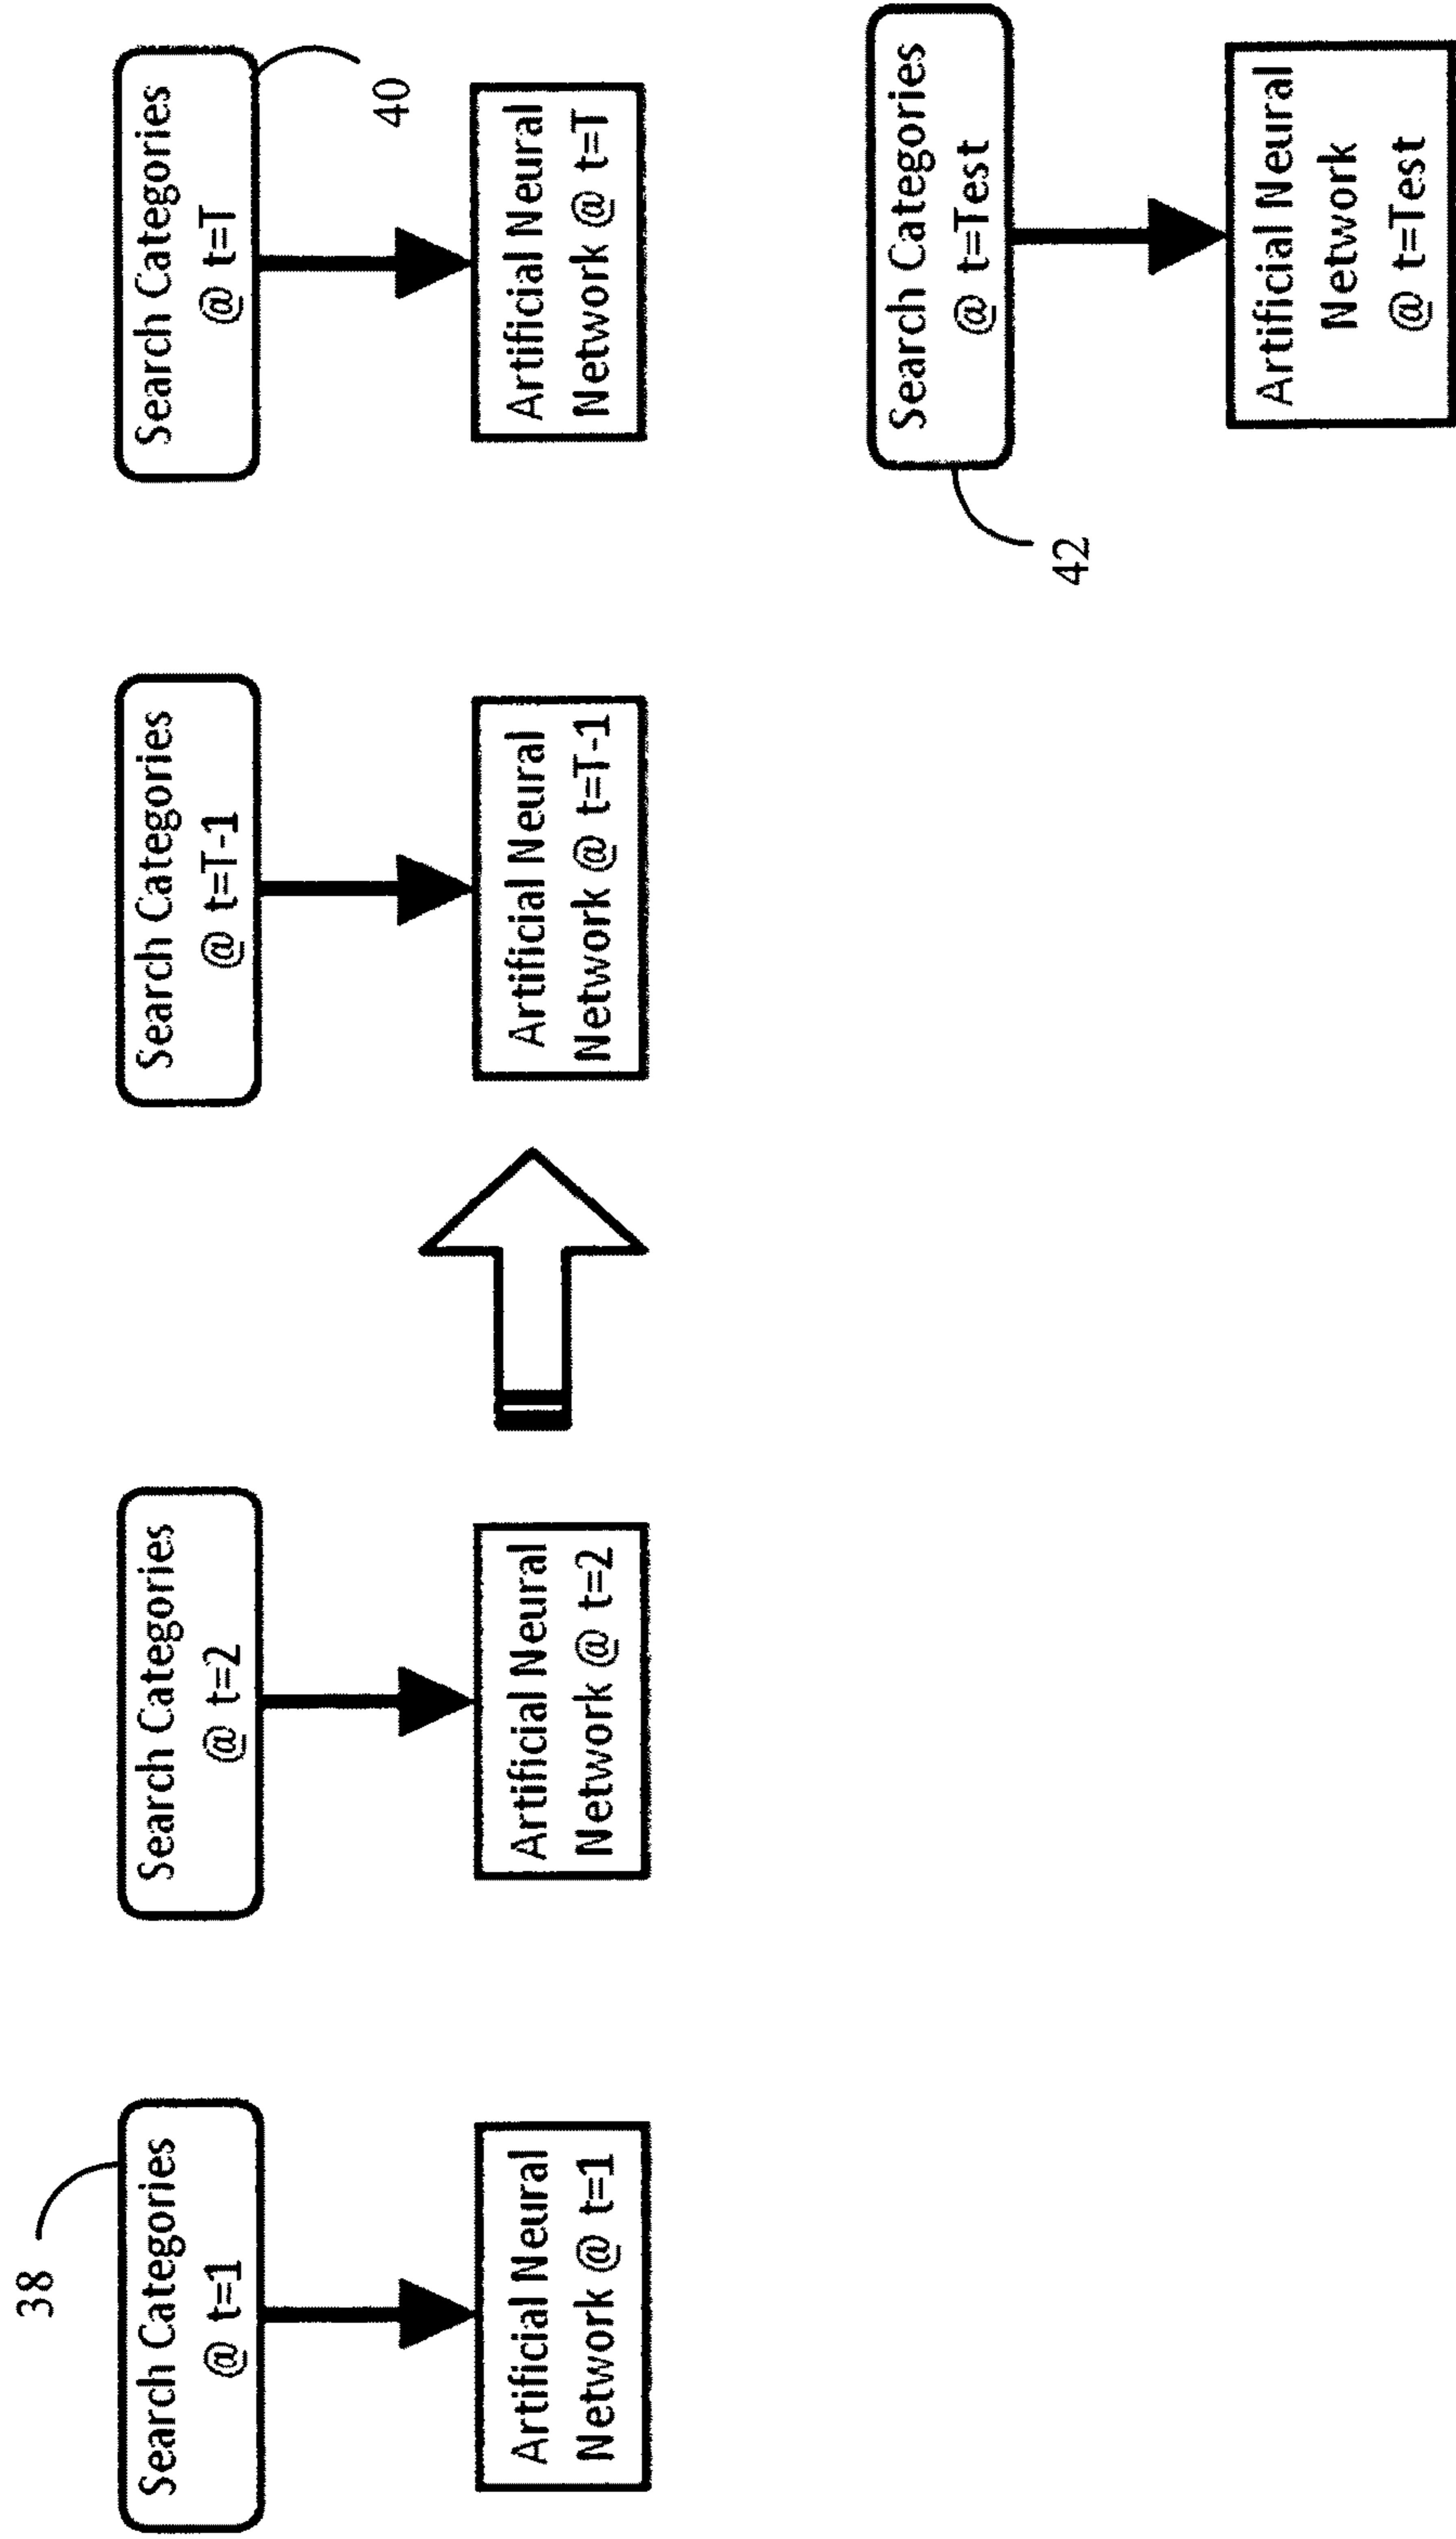 38
Search Categories
@ t=1
Artificial Neural
Network @ t=1
Search Categories
@ t=2
Artificial Neural
Network @ t=2
Search Categories
@ t=T-1
Artificial Neural
Network @ t=T-1
Search Categories
@ t=T
40
Artificial Neural
Network @ t=T
42
Search Categories
@ t=Test
Artificial Neural
Network
@ t=Test